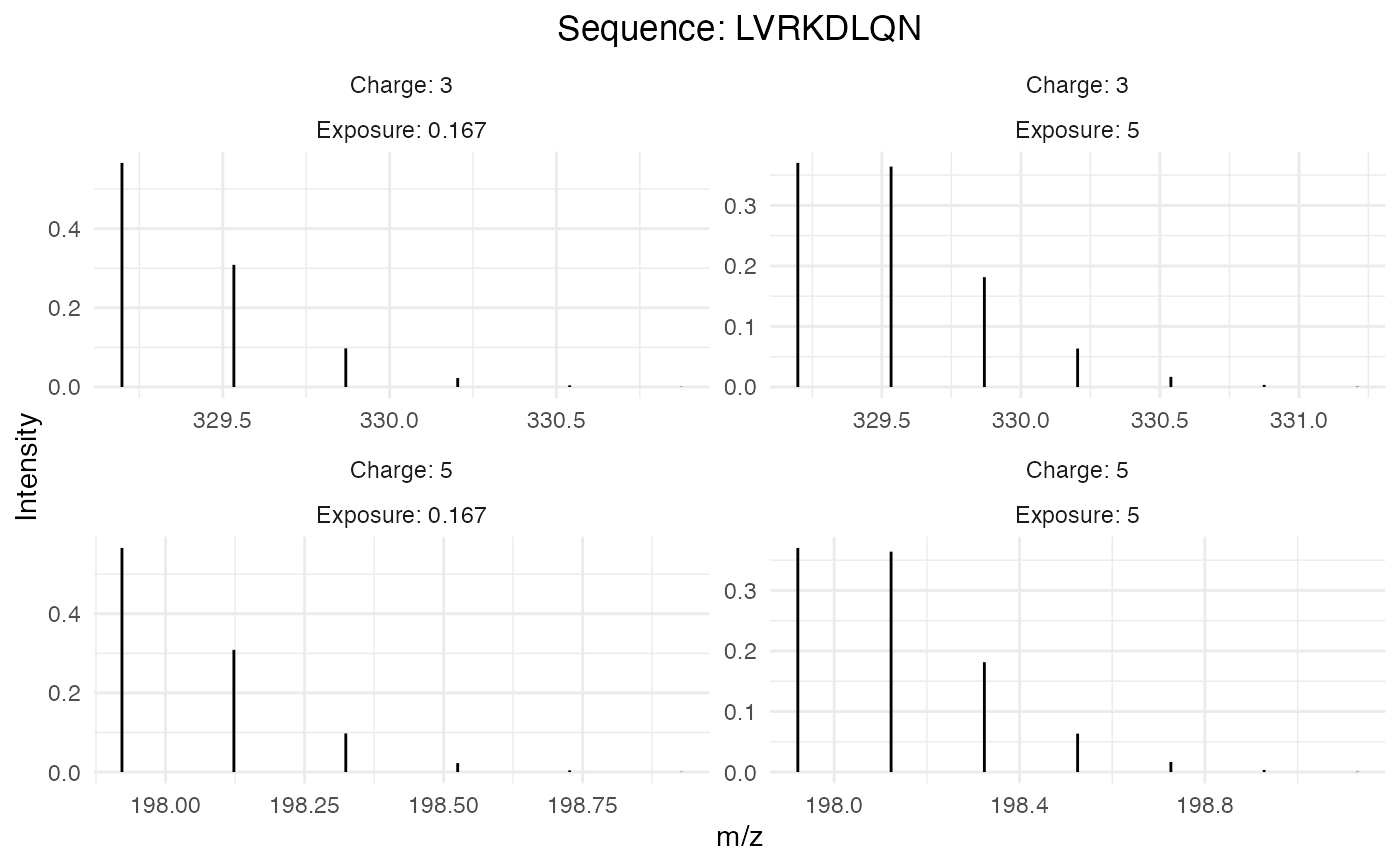 Sequence: LVRKDLQN
Charge: 3
Exposure: 0.167
Charge: 3
Exposure: 5
0.4
0.2
0.0
329.5 330.0 330.5
0.3
0.2
0.1
0.0
329.5 330.0 330.5 331.0
Intensity
Charge: 5
Exposure: 0.167
Charge: 5
Exposure: 5
0.4
0.2
0.0
198.00 198.25 198.50 198.75
0.3
0.2
0.1
0.0
198.0 198.4 198.8
m/z